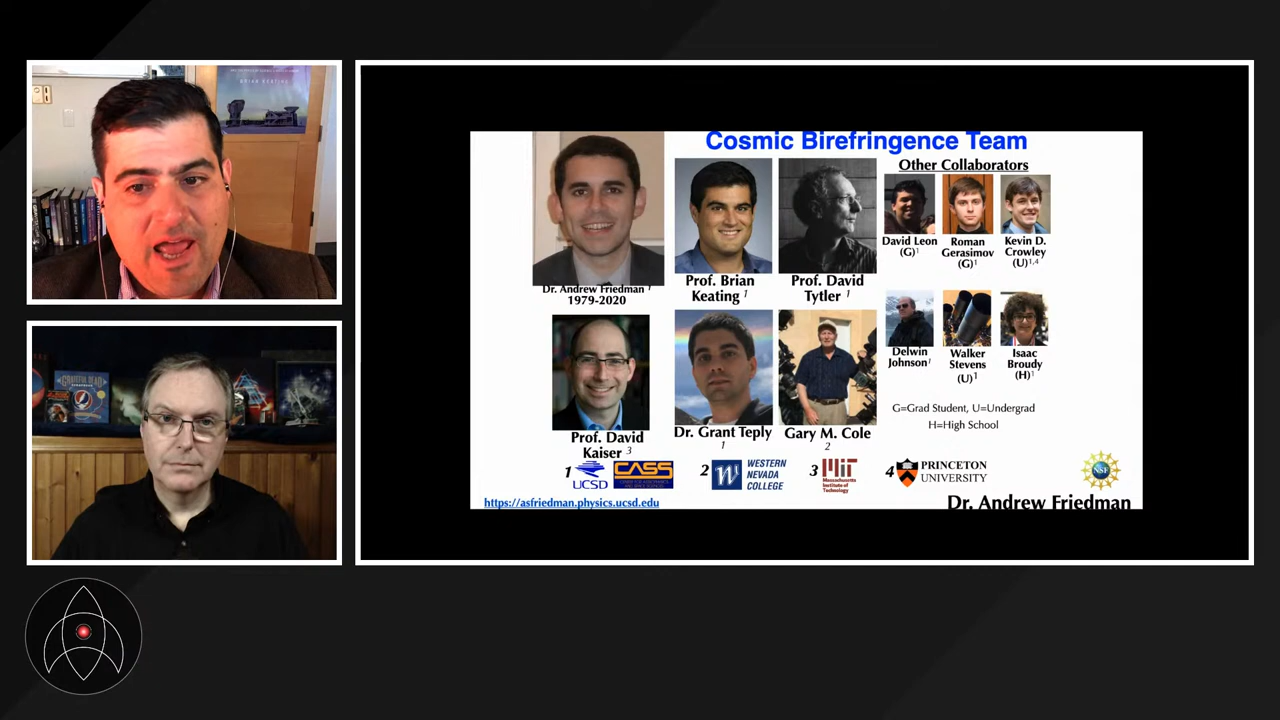 BRIAN KEATING
GRATEFUL DEAD
Cosmic Birefringence Team
Other Collaborators
Dr. Andrew Friedman 1
1979-2020
Prof. Brian
Keating 1
Prof. David
Tytler 1
David Leon
(G)1
Roman
Gerasimov
(G)1
Kevin D.
Crowley
(U)1,4
Prof. David
Kaiser 3
Dr. Grant Teply
1
Gary M. Cole
2
Delwin
Johnson1
Walker
Stevens
(U)1
Isaac
Broudy
(H)1
G=Grad Student, U=Undergrad
H=High School
1
UCSD
CASS
2
W
WESTERN
NEVADA
COLLEGE
3
MIT
Massachusetts
Institute of
Technology
4
PRINCETON
UNIVERSITY
NSF
https://asfriedman.physics.ucsd.edu
Dr. Andrew Friedman